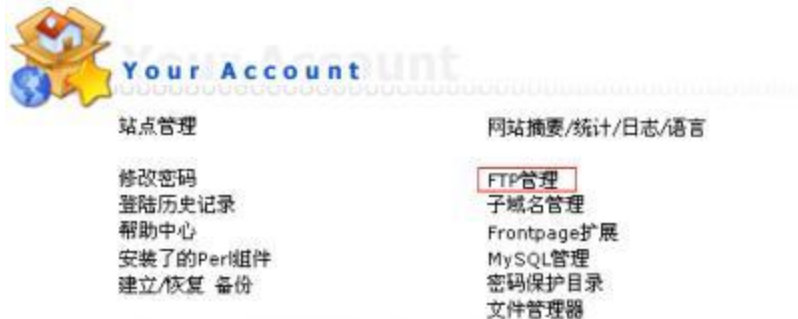 Your Account
站点管理
网站摘要/统计/日志/语言
修改密码
登陆历史记录
帮助中心
安装了的Perl组件
建立/恢复 备份
FTP管理
子域名管理
Frontpage扩展
MySQL管理
密码保护目录
文件管理器